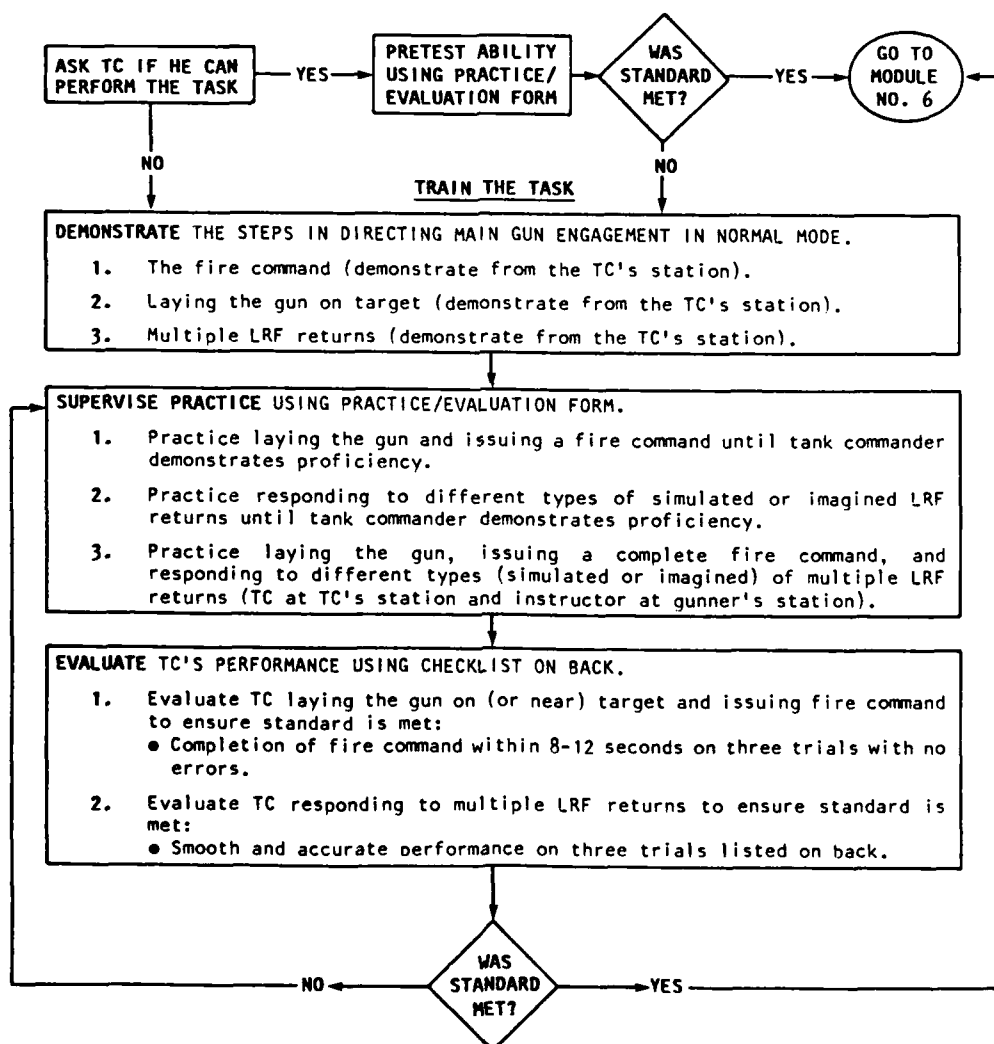 ASK TC IF HE CAN
PERFORM THE TASK
YES
PRETEST ABILITY
USING PRACTICE/
EVALUATION FORM
WAS
STANDARD
MET?
YES
GO TO
MODULE
NO. 6
NO
NO
TRAIN THE TASK
DEMONSTRATE THE STEPS IN DIRECTING MAIN GUN ENGAGEMENT IN NORMAL MODE.
1. The fire command (demonstrate from the TC's station).
2. Laying the gun on target (demonstrate from the TC's station).
3. Multiple LRF returns (demonstrate from the TC's station).
SUPERVISE PRACTICE USING PRACTICE/EVALUATION FORM.
1. Practice laying the gun and issuing a fire command until tank commander
demonstrates proficiency.
2. Practice responding to different types of simulated or imagined LRF
returns until tank commander demonstrates proficiency.
3. Practice laying the gun, issuing a complete fire command, and
responding to different types (simulated or imagined) of multiple LRF
returns (TC at TC's station and instructor at gunner's station).
EVALUATE TC'S PERFORMANCE USING CHECKLIST ON BACK.
1. Evaluate TC laying the gun on (or near) target and issuing fire command
to ensure standard is met:
● Completion of fire command within 8-12 seconds on three trials with no
errors.
2. Evaluate TC responding to multiple LRF returns to ensure standard is
met:
● Smooth and accurate performance on three trials listed on back.
NO
WAS
STANDARD
MET?
YES